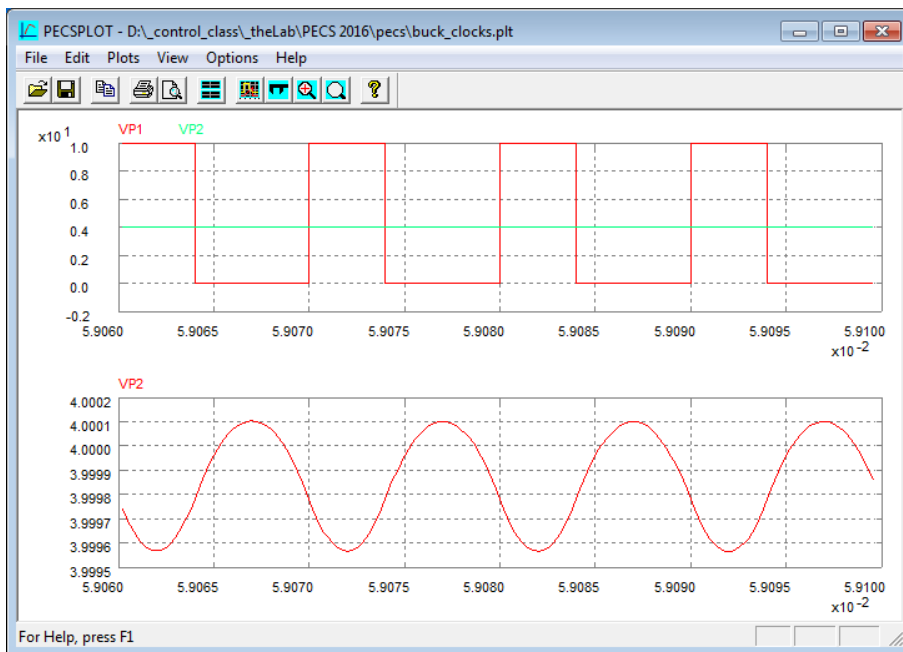 PECSPLOT - D:\_control_class\_theLab\PECS 2016\pecs\buck_clocks.plt
File Edit Plots View Options Help
VP1 VP2
x10 1
1.0
0.8
0.6
0.4
0.2
0.0
-0.2
5.9060 5.9065 5.9070 5.9075 5.9080 5.9085 5.9090 5.9095 5.9100
x10 -2
VP2
4.0002
4.0001
4.0000
3.9999
3.9998
3.9997
3.9996
3.9995
5.9060 5.9065 5.9070 5.9075 5.9080 5.9085 5.9090 5.9095 5.9100
x10 -2
For Help, press F1